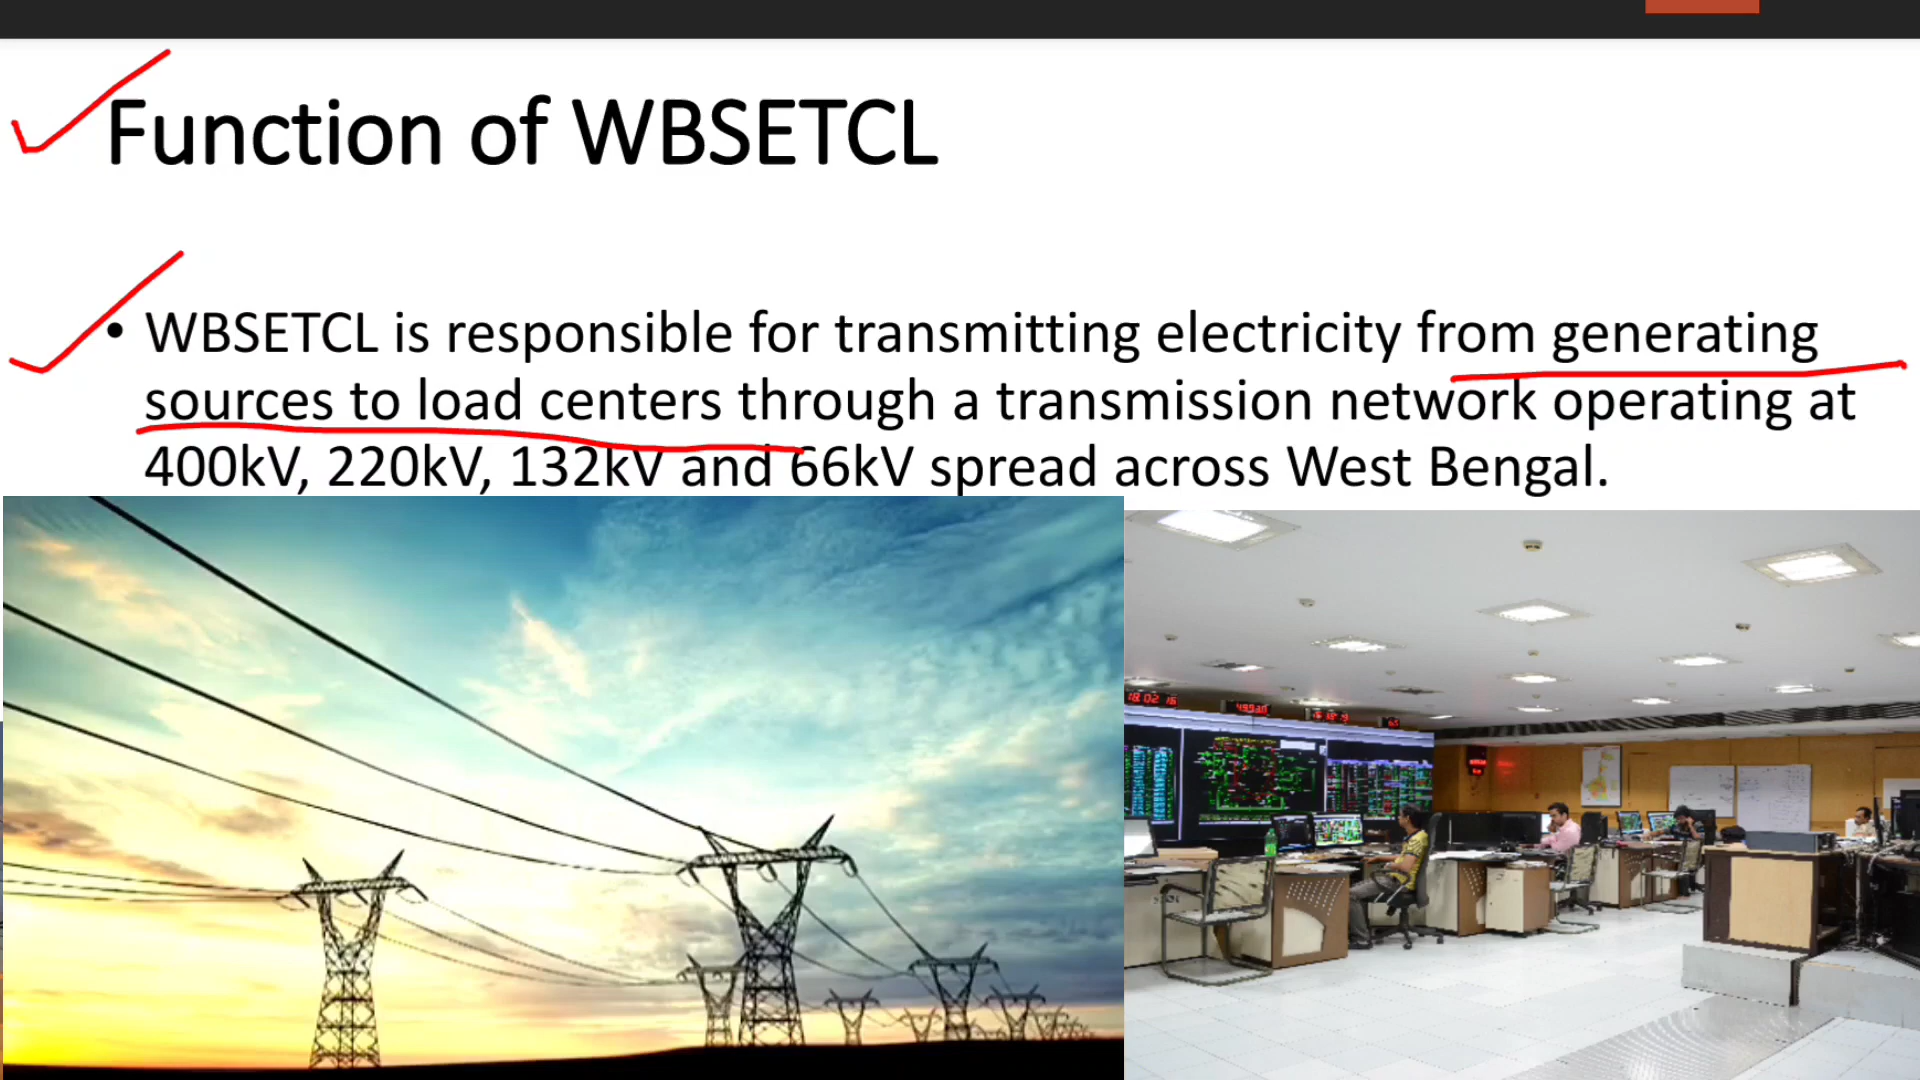 Function of WBSETCL
• WBSETCL is responsible for transmitting electricity from generating
sources to load centers through a transmission network operating at
400kV, 220kV, 132kV and 66kV spread across West Bengal.